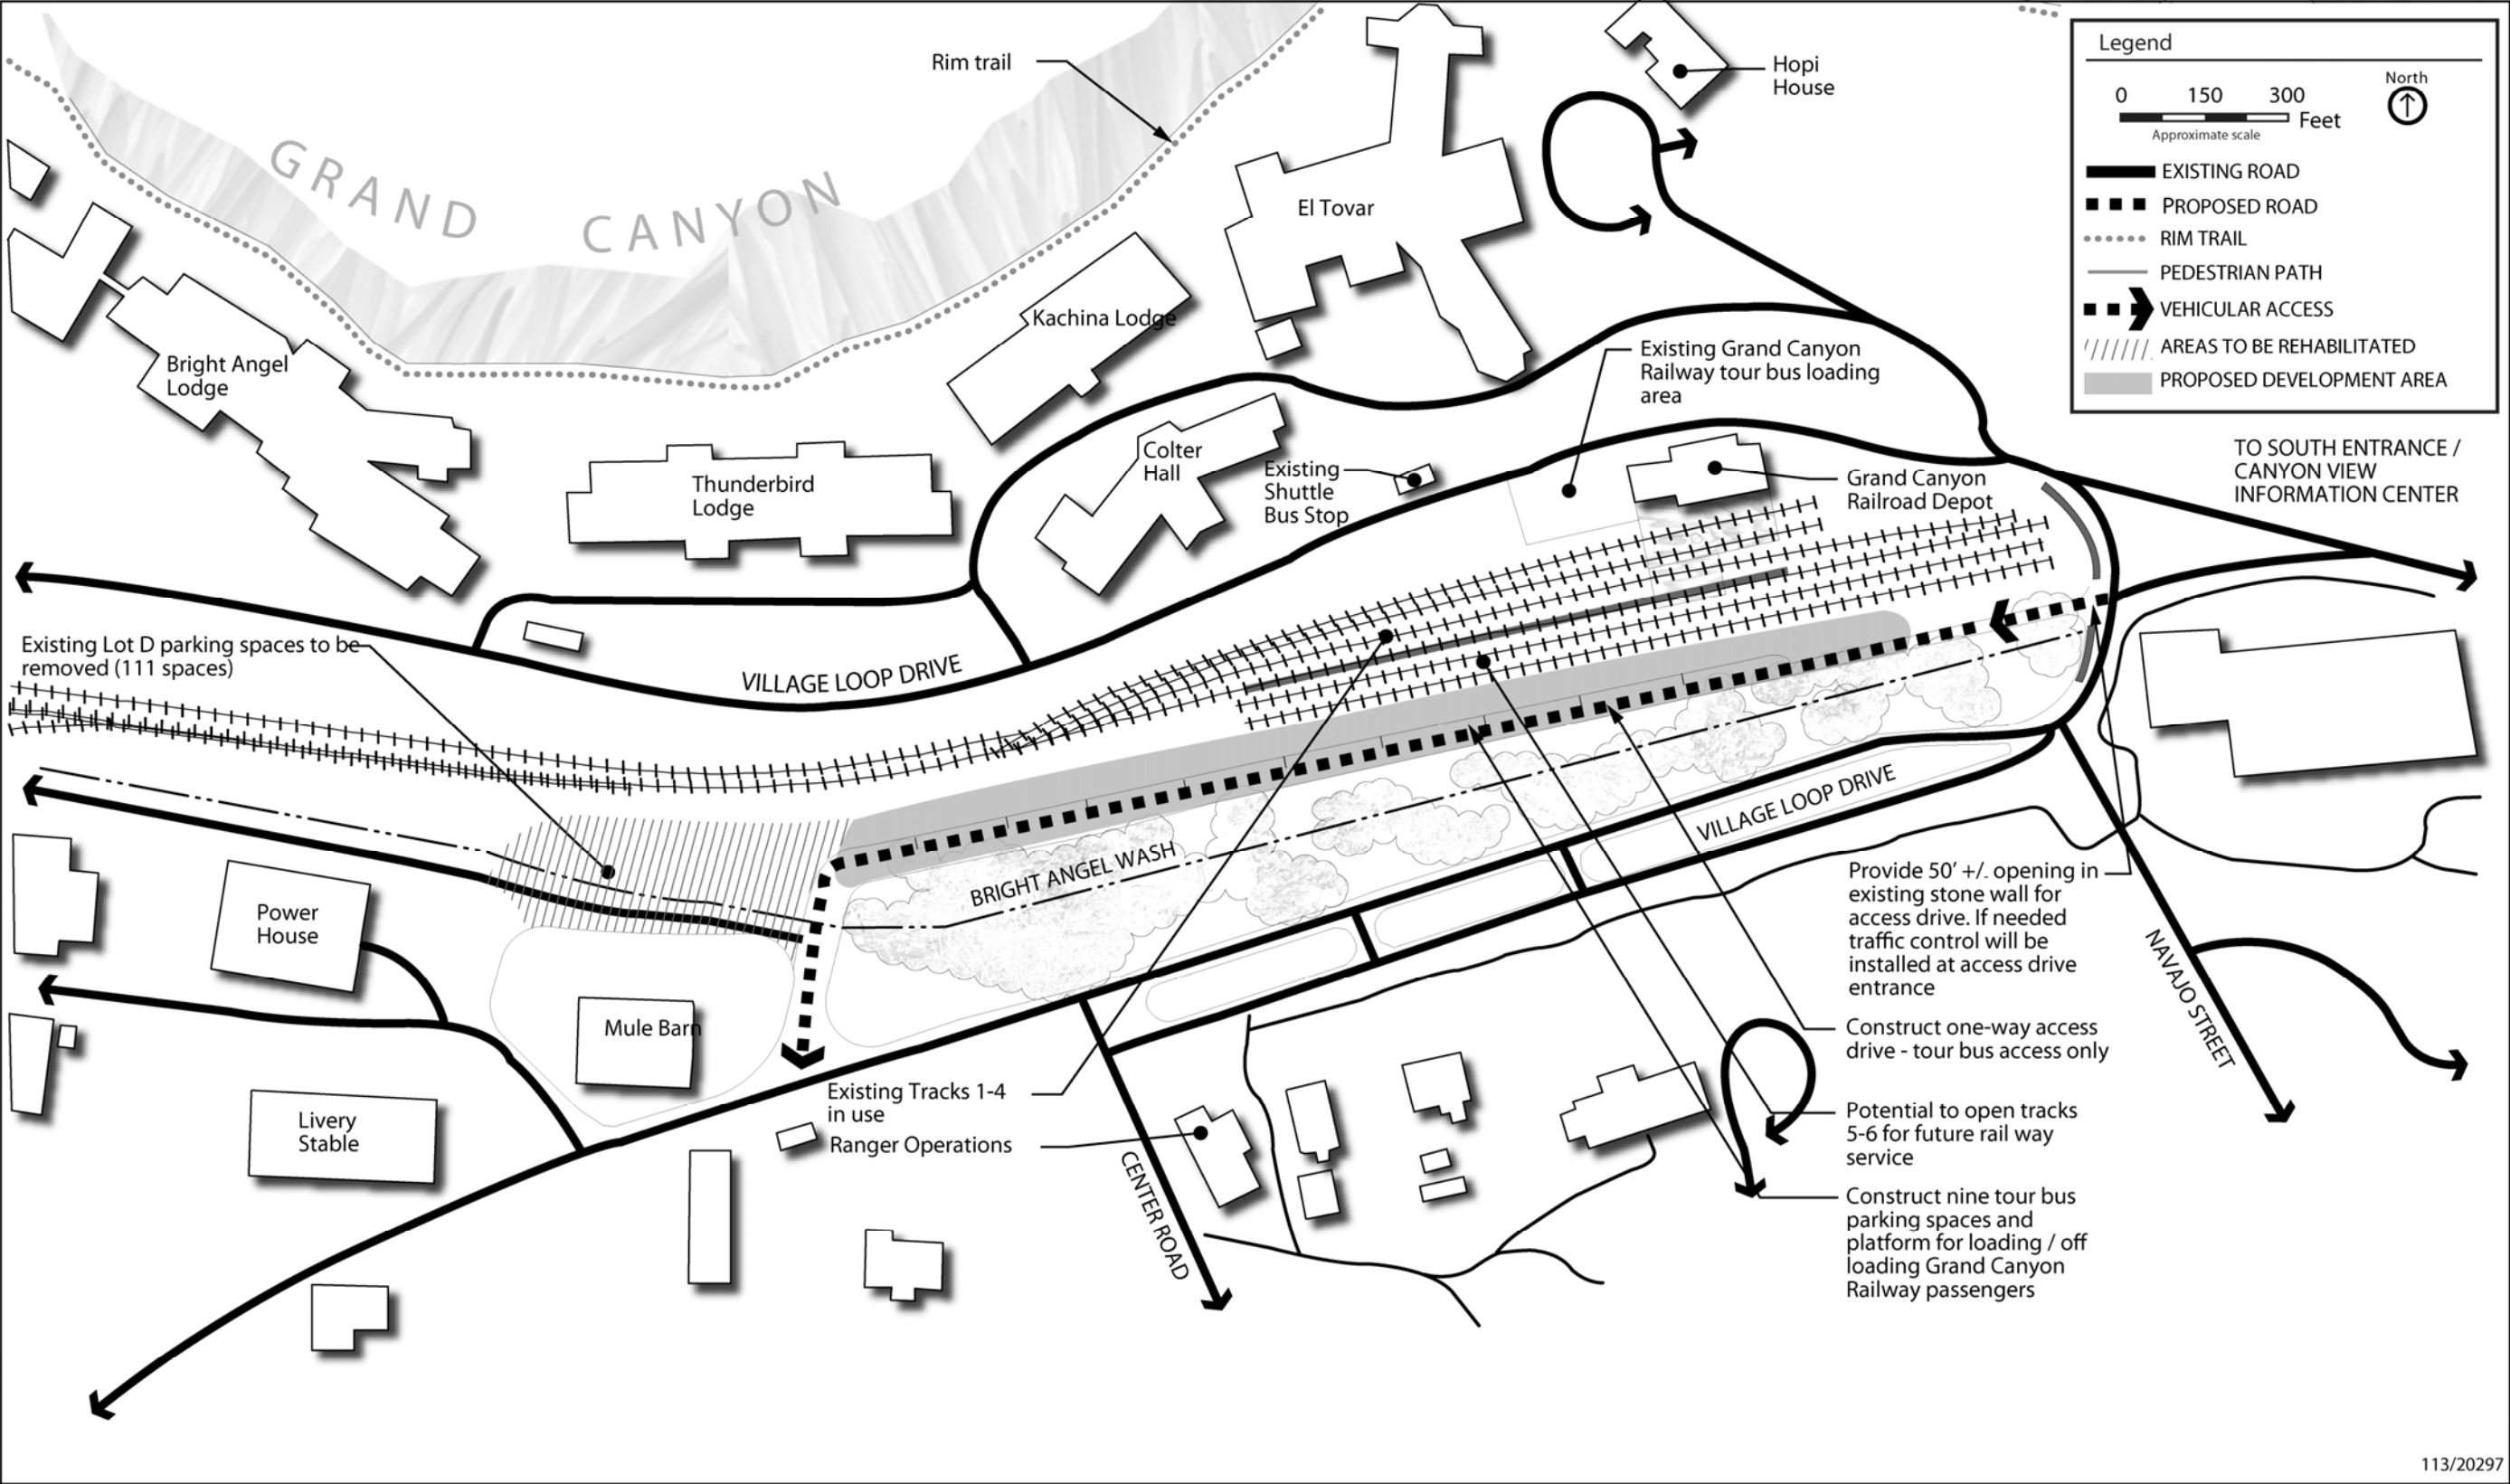 Rim trail
Hopi
House
Legend
North
0 150 300
Feet
Approximate scale
EXISTING ROAD
PROPOSED ROAD
RIM TRAIL
PEDESTRIAN PATH
VEHICULAR ACCESS
AREAS TO BE REHABILITATED
PROPOSED DEVELOPMENT AREA
GRAND CANYON
El Tovar
Kachina Lodge
Bright Angel
Lodge
Existing Grand Canyon
Railway tour bus loading
area
Colter
Hall
Existing
Shuttle
Bus Stop
Thunderbird
Lodge
Grand Canyon
Railroad Depot
TO SOUTH ENTRANCE /
CANYON VIEW
INFORMATION CENTER
Existing Lot D parking spaces to be
removed (111 spaces)
VILLAGE LOOP DRIVE
VILLAGE LOOP DRIVE
BRIGHT ANGEL WASH
Power
House
Mule Barn
Livery
Stable
Provide 50’ +/. opening in
existing stone wall for
access drive. If needed
traffic control will be
installed at access drive
entrance
NAVAJO STREET
Construct one-way access
drive - tour bus access only
Existing Tracks 1-4
in use
Ranger Operations
CENTER ROAD
Potential to open tracks
5-6 for future rail way
service
Construct nine tour bus
parking spaces and
platform for loading / off
loading Grand Canyon
Railway passengers
113/20297